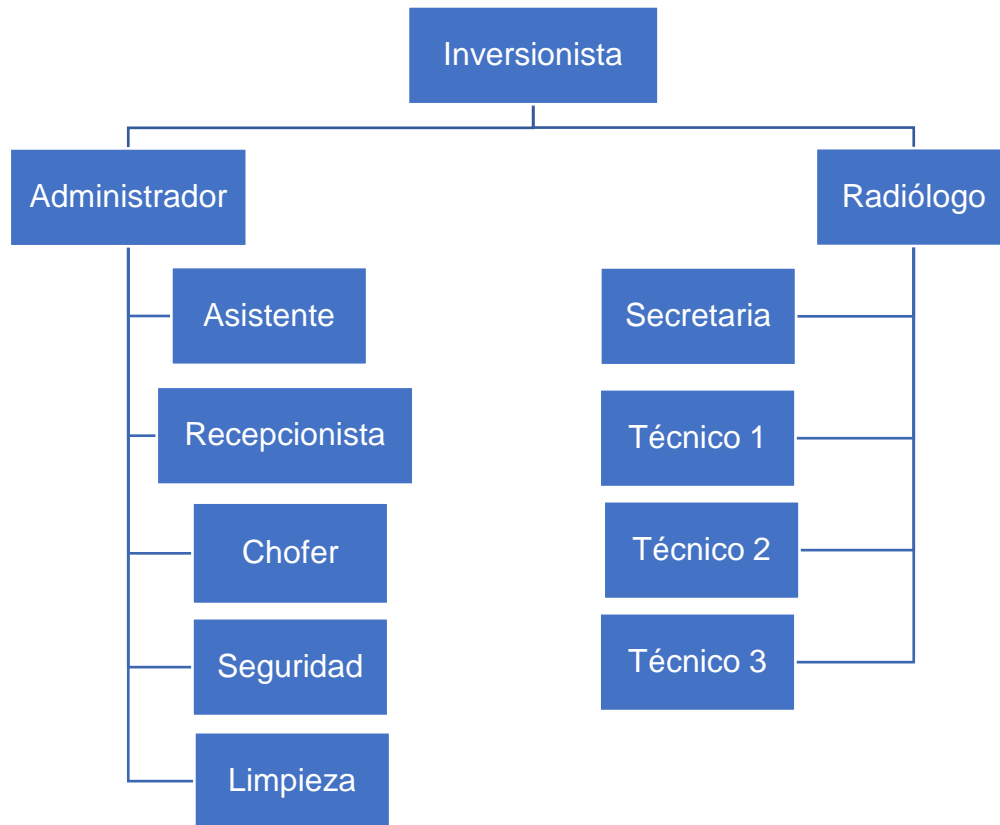 Inversionista
Administrador
Radiólogo
Asistente
Secretaria
Recepcionista
Técnico 1
Chofer
Técnico 2
Seguridad
Técnico 3
Limpieza